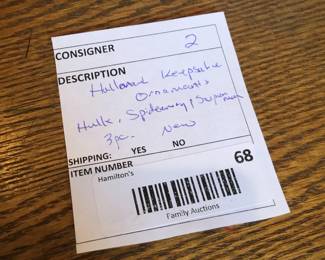 CONSIGNER 2
DESCRIPTION
Hallmark Keepsake
Ornaments
Hulk, Spiderman, Superman
3pc. New
SHIPPING: YES NO
ITEM NUMBER
68
Hamilton's
Family Auctions